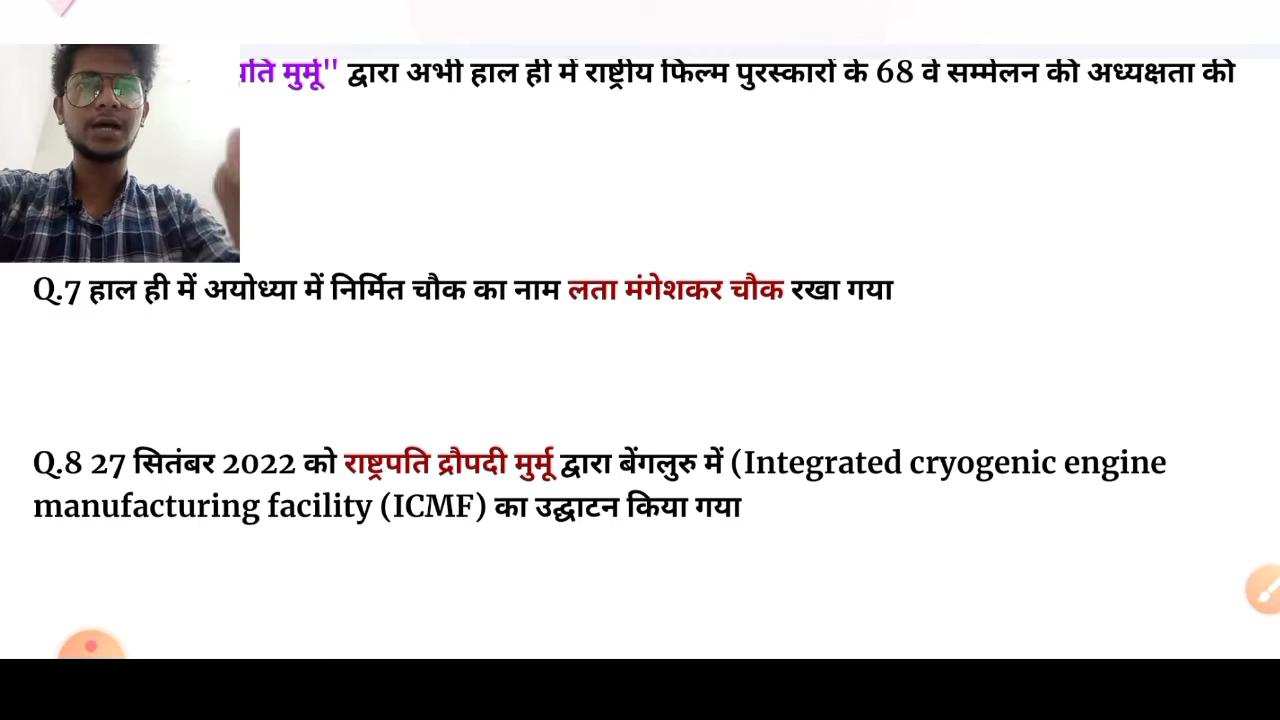 मुर्मू" द्वारा अभी हाल ही में राष्ट्रीय फिल्म पुरस्कारों के 68 वे सम्मेलन की अध्यक्षता की
Q.7 हाल ही में अयोध्या में निर्मित चौक का नाम लता मंगेशकर चौक रखा गया
Q.8 27 सितंबर 2022 को राष्ट्रपति द्रौपदी मुर्मू द्वारा बेंगलुरु में (Integrated cryogenic engine
manufacturing facility (ICMF) का उद्घाटन किया गया